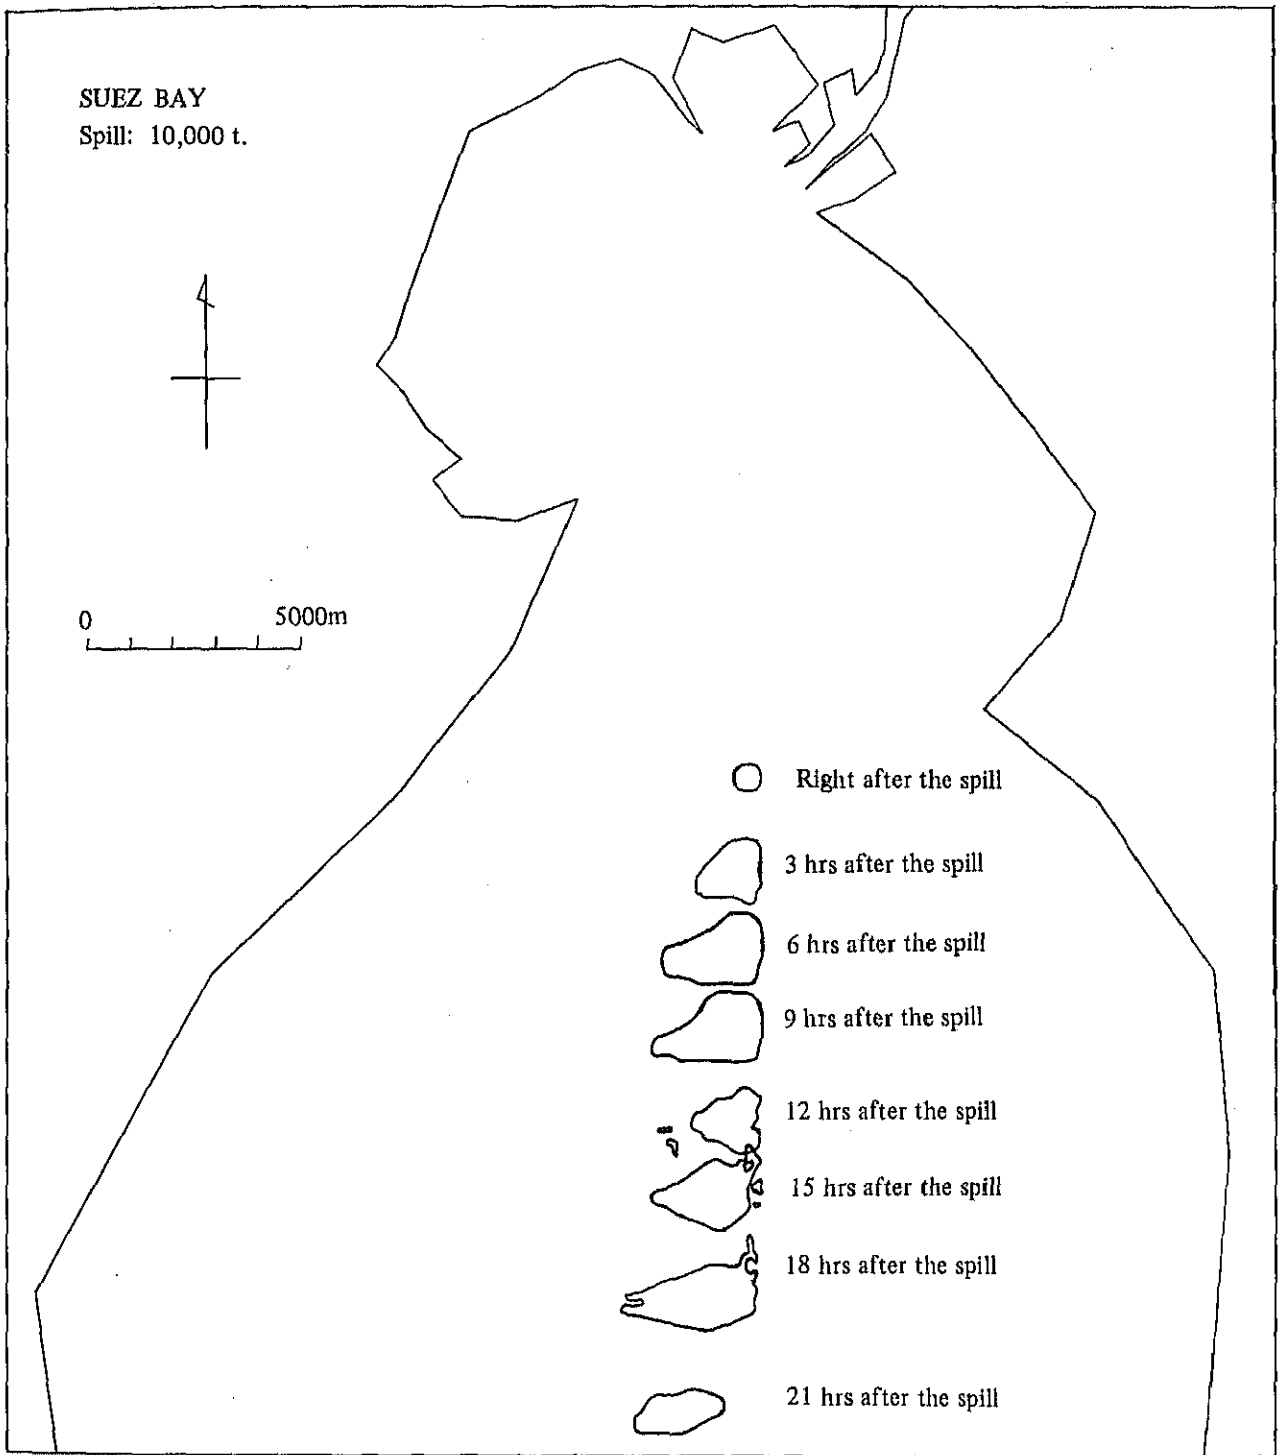 SUEZ BAY
Spill: 10,000 t.
0 5000m
Right after the spill
3 hrs after the spill
6 hrs after the spill
9 hrs after the spill
12 hrs after the spill
15 hrs after the spill
18 hrs after the spill
21 hrs after the spill